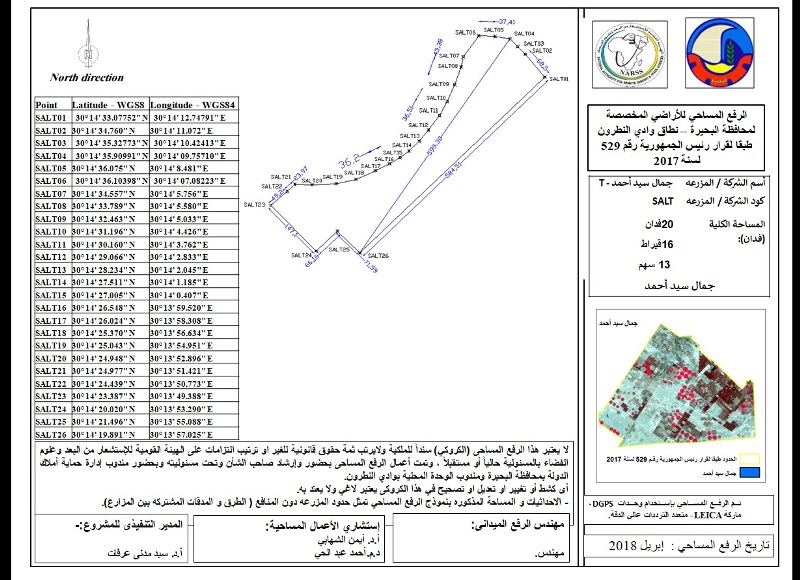 North direction
Point Latitude - WGS8 Longitude - WGS84
SALT01 30°14'33.07752''N 30°14'12.74791''E
SALT02 30°14'34.760''N 30°14'11.072''E
SALT03 30°14'35.32773''N 30°14'10.42413''E
SALT04 30°14'35.90991''N 30°14'09.75710''E
SALT05 30°14'36.075''N 30°14'8.481''E
SALT06 30°14'36.10398''N 30°14'07.08223''E
SALT07 30°14'34.557''N 30°14'5.756''E
SALT08 30°14'33.789''N 30°14'5.580''E
SALT09 30°14'32.463''N 30°14'5.033''E
SALT10 30°14'31.196''N 30°14'4.426''E
SALT11 30°14'30.160''N 30°14'3.762''E
SALT12 30°14'29.066''N 30°14'2.833''E
SALT13 30°14'28.234''N 30°14'2.045''E
SALT14 30°14'27.511''N 30°14'1.185''E
SALT15 30°14'27.005''N 30°14'0.407''E
SALT16 30°14'26.548''N 30°13'59.520''E
SALT17 30°14'26.024''N 30°13'58.308''E
SALT18 30°14'25.370''N 30°13'56.634''E
SALT19 30°14'25.043''N 30°13'54.951''E
SALT20 30°14'24.948''N 30°13'52.896''E
SALT21 30°14'24.977''N 30°13'51.421''E
SALT22 30°14'24.439''N 30°13'50.773''E
SALT23 30°14'23.387''N 30°13'49.388''E
SALT24 30°14'20.020''N 30°13'53.290''E
SALT25 30°14'21.496''N 30°13'55.088''E
SALT26 30°14'19.891''N 30°13'57.025''E
37,41
SALT06
SALT05
SALT04
SALT03
SALT02
SALT01
SALT07
SALT08
SALT09
SALT10
SALT11
SALT12
SALT13
SALT14
SALT15
SALT16
SALT17
SALT18
SALT19
SALT20
SALT21
SALT22
SALT23
SALT24
SALT25
SALT26
36,2
599,39
584,51
66,16
71,99
NARSS
البحيرة
الرفع المساحي للأراضي المخصصة
لمحافظة البحيرة – نطاق وادي النطرون
طبقا لقرار رئيس الجمهورية رقم 529
لسنة 2017
أسم الشركة / المزرعه جمال سيد أحمد- T
كود الشركة / المزرعه SALT
المساحة الكلية 20فدان
(فدان): 16قيراط
13 سهم
جمال سيد أحمد
جمال سيد أحمد
الحدود طبقا لقرار رئيس الجمهورية رقم 529 لسنة 2017
جمال سيد أحمد
تم الرفع المساحي بإستخدام وحدات DGPS،
ماركة LEICA- متعدد الترددات عالي الدقه.
تاريخ الرفع المساحي : إبريل 2018
لا يعتبر هذا الرفع المساحي (الكروكي) سنداً للملكية ولايرتب ثمة حقوق قانونية للغير او ترتيب التزامات على الهيئة القومية للإستشعار من البعد وعلوم
الفضاء بالمسئولية حالياً أو مستقبلاً ، وتمت أعمال الرفع المساحى بحضور وإرشاد صاحب الشأن وتحت مسئوليته وبحضور مندوب إدارة حماية أملاك
الدولة بمحافظة البحيرة ومندوب الوحدة المحلية بوادي النطرون.
أي كشط أو تغيير او تعديل او تصحيح في هذا الكروكى يعتبر لاغي ولا يعتد به.
- الاحداثيات و المساحة المذكوره بنموذج الرفع المساحي تمثل حدود المزرعه دون المنافع ( الطرق و المدقات المشتركه بين المزارع).
مهندس الرفع الميدانى:
مهندس.
إستشاري الأعمال المساحية:
أ.د. أيمن الشهابي
د.م.أحمد عبد الحي
المدير التنفيذى للمشروع:-
أ.د. سيد مدنى عرفات